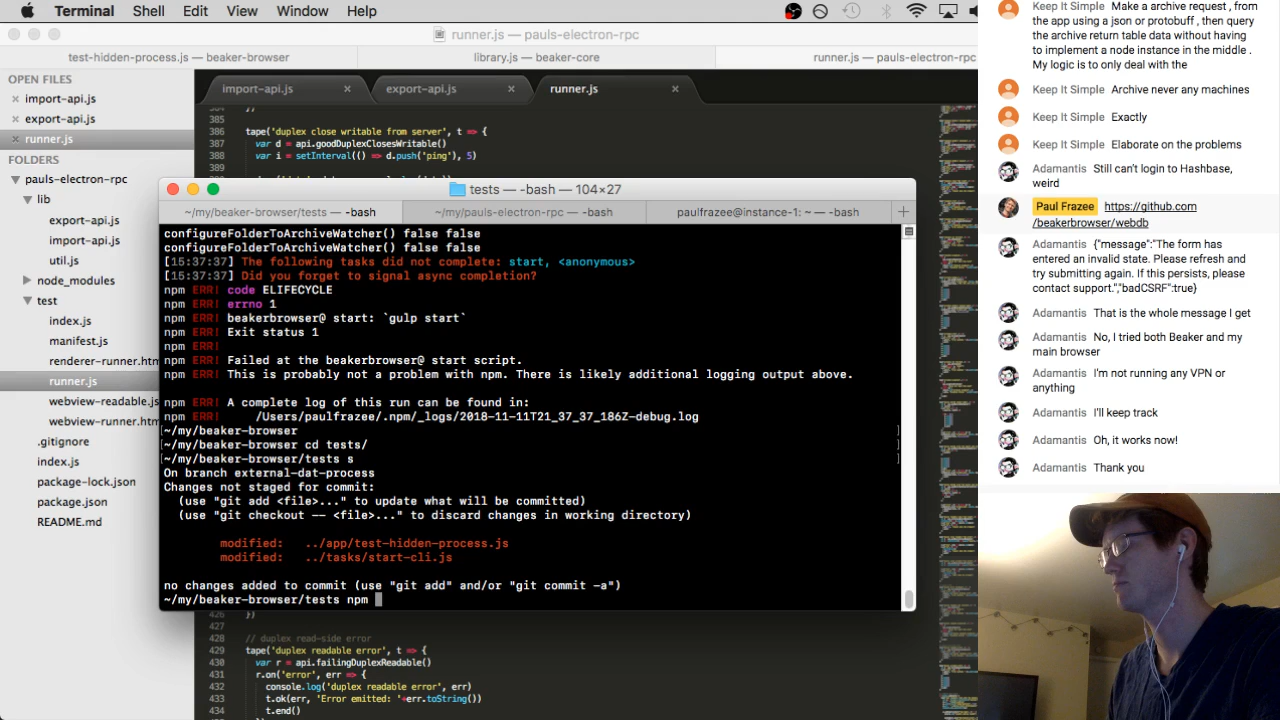 Terminal Shell Edit View Window Help
runner.js — pauls-electron-rpc
test-hidden-process.js — beaker-browser
library.js — beaker-core
runner.js — pauls-electron-rpc
OPEN FILES
import-api.js
export-api.js
runner.js
FOLDERS
pauls-electron-rpc
lib
export-api.js
import-api.js
util.js
node_modules
test
index.js
manifest.js
renderer-runner.htm
runner.js
webview-readable.js
webview-runner.htm
.gitignore
index.js
package-lock.json
package.json
README.md
import-api.js
export-api.js
runner.js
385
386 tape('duplex close writable from server', t => {
387 var d = api.goodDuplexClosesWritable()
388 var i = setInterval(() => d.push('ping'), 5)
389
tests — -bash — 104×27
~/my/beaker-browser/tests — -bash
~/my/pauls-electron-rpc — -bash
paulfrazee@instance-1: ~ — -bash
configureFolderToArchiveWatcher() false false
configureFolderToArchiveWatcher() false false
[15:37:37] The following tasks did not complete: start, <anonymous>
[15:37:37] Did you forget to signal async completion?
npm ERR! code ELIFECYCLE
npm ERR! errno 1
npm ERR! beakerbrowser@ start: `gulp start`
npm ERR! Exit status 1
npm ERR!
npm ERR! Failed at the beakerbrowser@ start script.
npm ERR! This is probably not a problem with npm. There is likely additional logging output above.
npm ERR! A complete log of this run can be found in:
npm ERR! /Users/paulfrazee/.npm/_logs/2018-11-11T21_37_37_186Z-debug.log
~/my/beaker-browser
~/my/beaker-browser cd tests/
~/my/beaker-browser/tests s
On branch external-dat-process
Changes not staged for commit:
(use "git add <file>..." to update what will be committed)
(use "git checkout -- <file>..." to discard changes in working directory)
modified: ../app/test-hidden-process.js
modified: ../tasks/start-cli.js
no changes added to commit (use "git add" and/or "git commit -a")
~/my/beaker-browser/tests npm
426 })
427
428 // duplex read-side error
429 tape('duplex readable error', t => {
430 var r = api.failingDuplexReadable()
431 r.on('error', err => {
432 console.log('duplex readable error', err)
433 t.ok(err, 'Error emitted: '+err.toString())
434 t.end()
Keep It Simple Make a archive request , from
the app using a json or protobuff , then query
the archive return table data without having
to implement a node instance in the middle .
My logic is to only deal with the
Keep It Simple Archive never any machines
Keep It Simple Exactly
Keep It Simple Elaborate on the problems
Adamantis Still can't login to Hashbase,
weird
Paul Frazee https://github.com
/beakerbrowser/webdb
Adamantis {"message":"The form has
entered an invalid state. Please refresh and
try submitting again. If this persists, please
contact support.","badCSRF":true}
Adamantis That is the whole message I get
Adamantis No, I tried both Beaker and my
main browser
Adamantis I'm not running any VPN or
anything
Adamantis I'll keep track
Adamantis Oh, it works now!
Adamantis Thank you